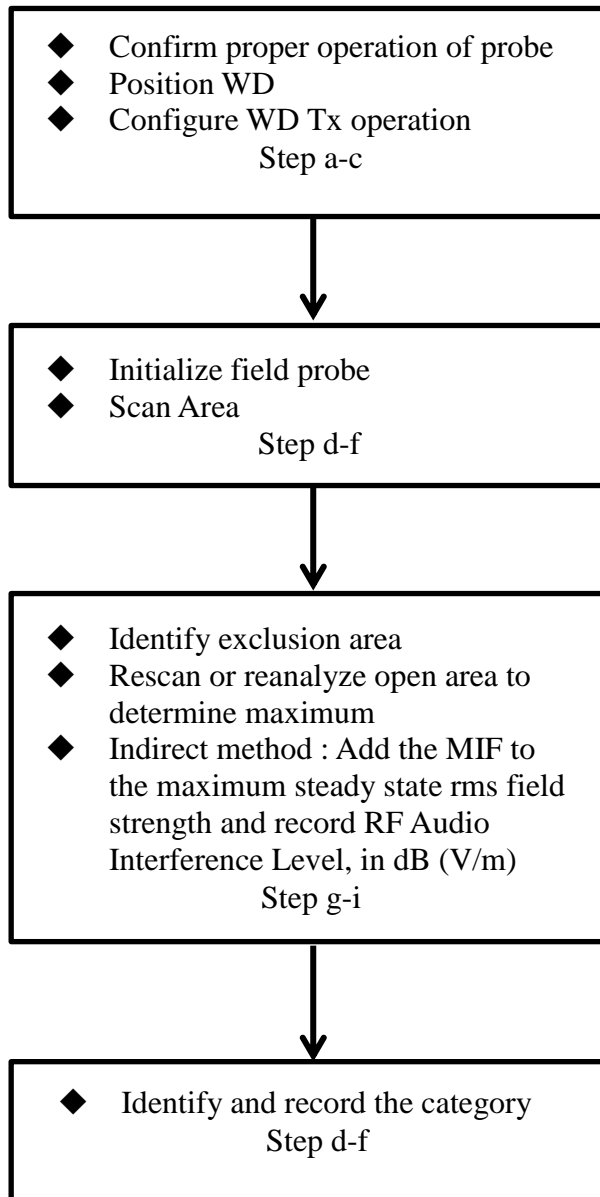 ◆ Confirm proper operation of probe
◆ Position WD
◆ Configure WD Tx operation
Step a-c
◆ Initialize field probe
◆ Scan Area
Step d-f
◆ Identify exclusion area
◆ Rescan or reanalyze open area to
determine maximum
◆ Indirect method : Add the MIF to
the maximum steady state rms field
strength and record RF Audio
Interference Level, in dB (V/m)
Step g-i
◆ Identify and record the category
Step d-f